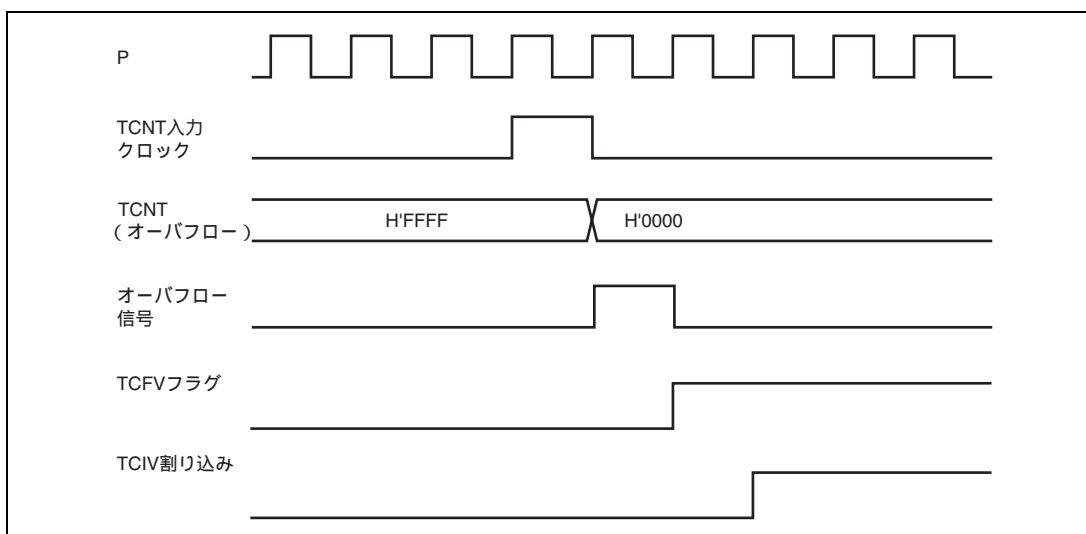 P
TCNT入力
クロック
TCNT
(オーバフロー)
H'FFFF
H'0000
オーバフロー
信号
TCFVフラグ
TCIV割り込み